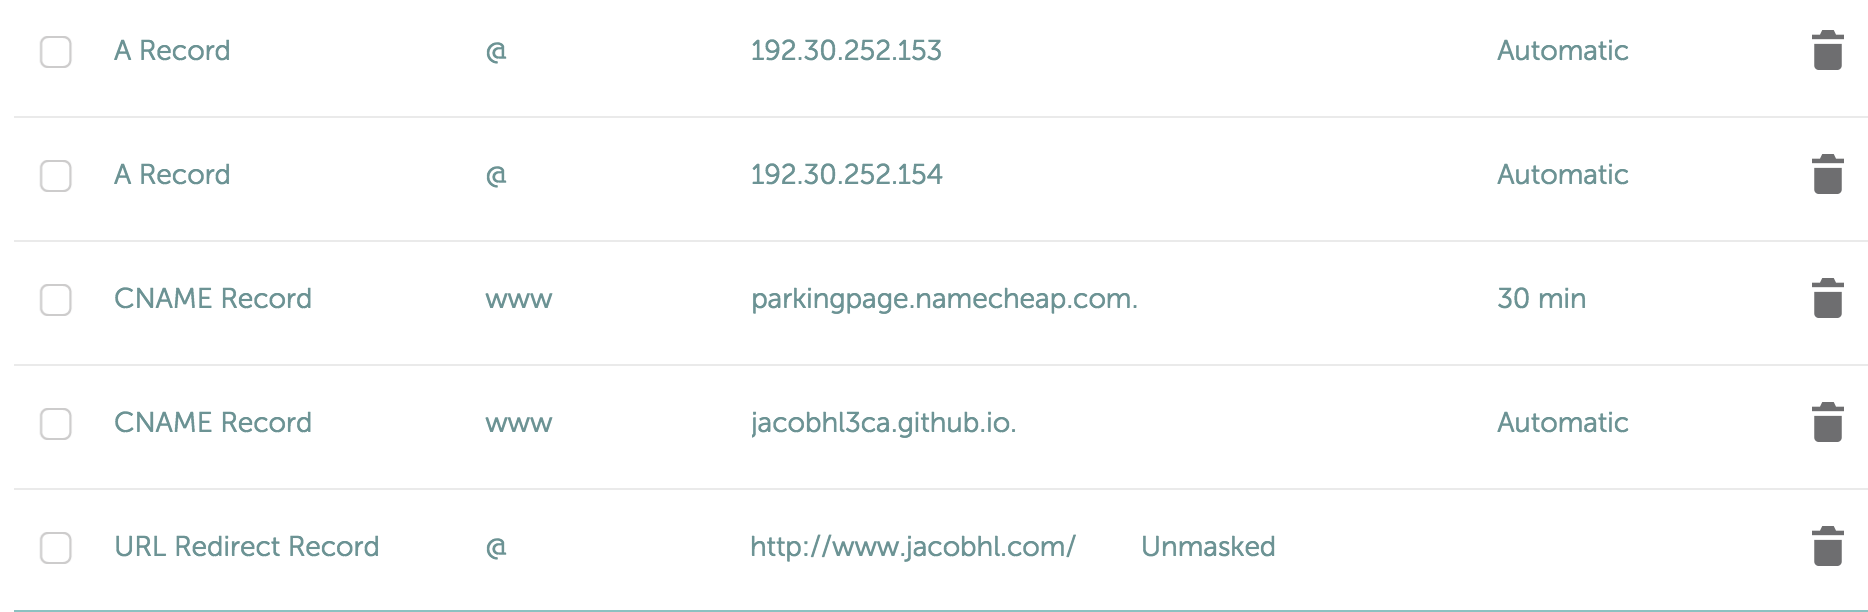 A Record @ 192.30.252.153 Automatic
A Record @ 192.30.252.154 Automatic
CNAME Record www parkingpage.namecheap.com. 30 min
CNAME Record www jacobhl3ca.github.io. Automatic
URL Redirect Record @ http://www.jacobhl.com/ Unmasked